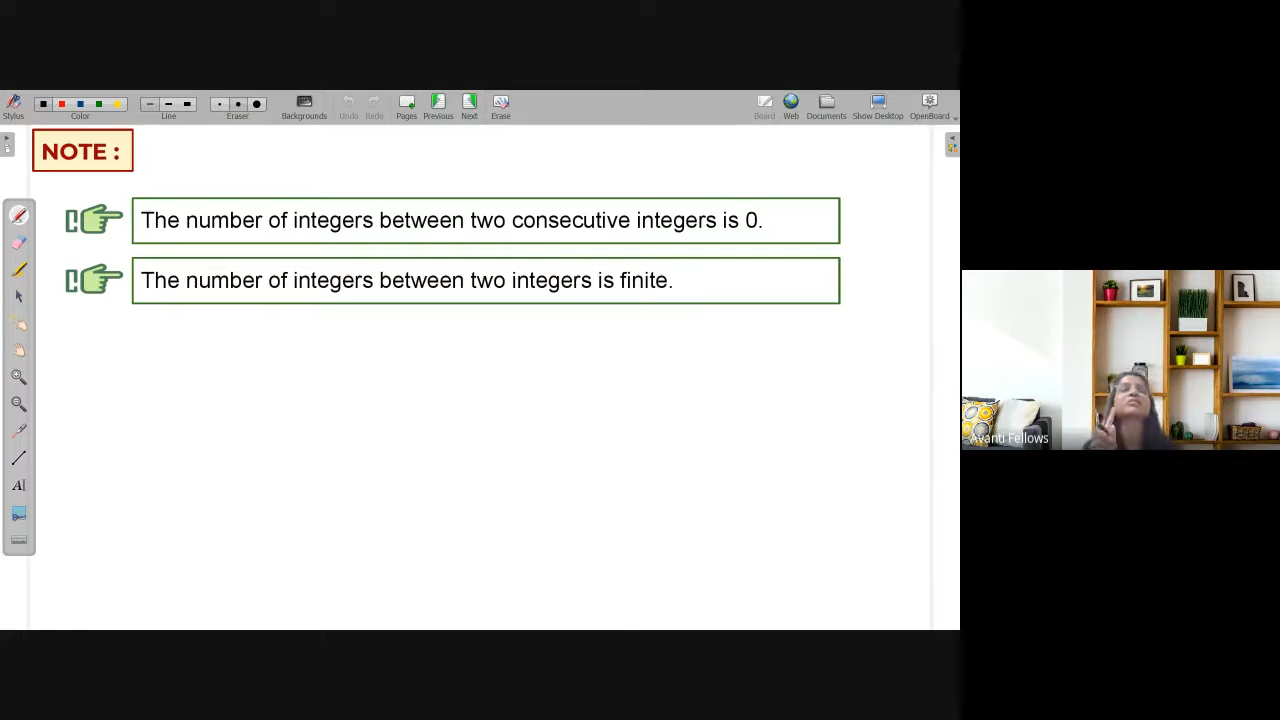 Stylus
Color
Line
Eraser
Backgrounds
Undo
Redo
Pages
Previous
Next
Erase
Board
Web
Documents
Show Desktop
OpenBoard
NOTE :
The number of integers between two consecutive integers is 0.
The number of integers between two integers is finite.
Avanti Fellows